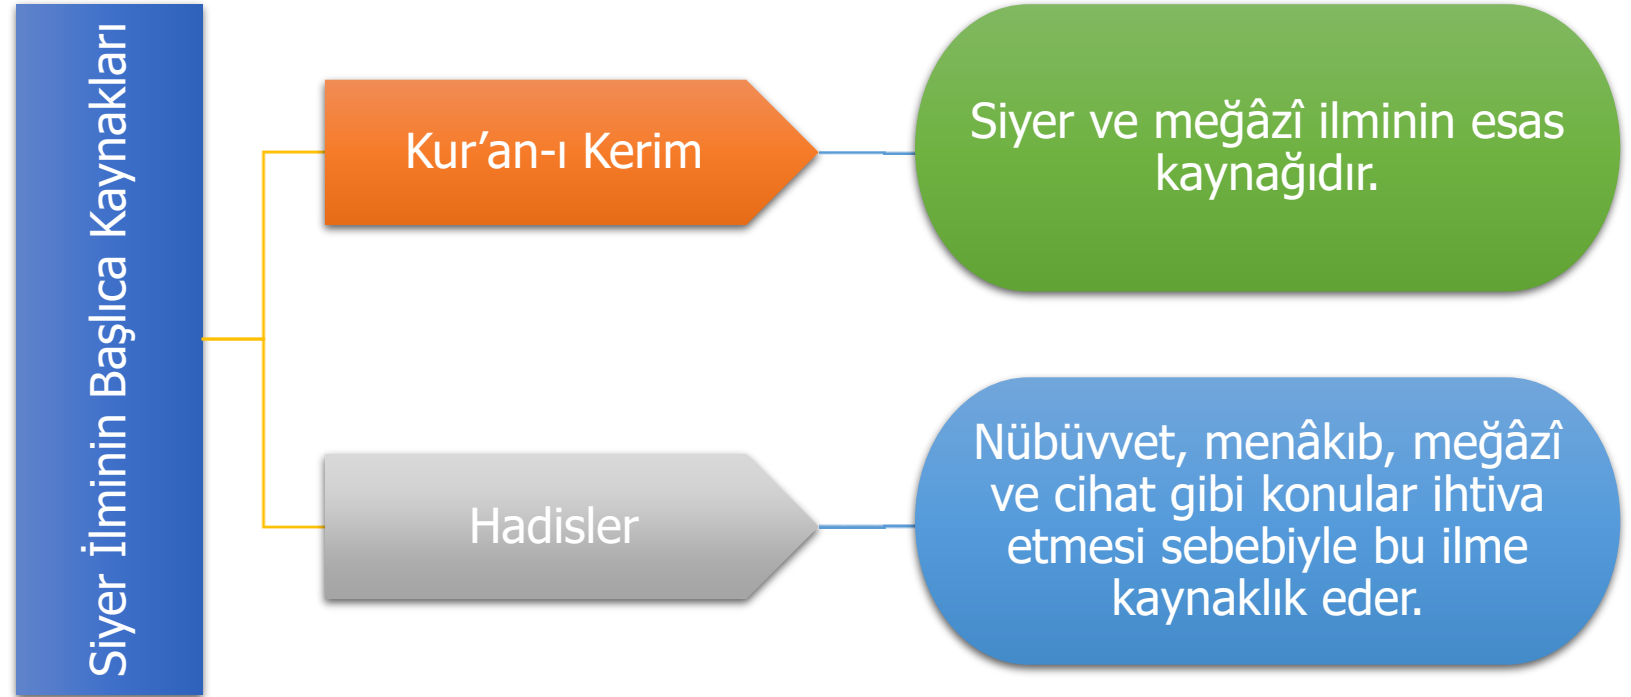 Siyer İlminin Başlıca Kaynakları
Kur’an-ı Kerim
Siyer ve meğâzî ilminin esas
kaynağıdır.
Hadisler
Nübüvvet, menâkıb, meğâzî
ve cihat gibi konular ihtiva
etmesi sebebiyle bu ilme
kaynaklık eder.